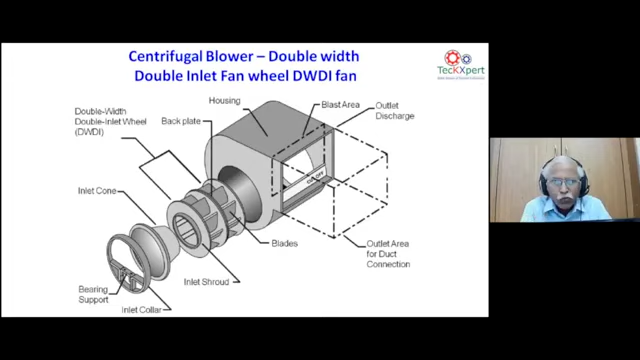 Centrifugal Blower – Double width
Double Inlet Fan wheel DWDI fan
TecKXpert
Housing
Blast Area
Outlet
Discharge
Double-Width
Double-Inlet Wheel
(DWDI)
Back plate
CUT OFF
Inlet Cone
Blades
Outlet Area
for Duct
Connection
Inlet Shroud
Bearing
Support
Inlet Collar